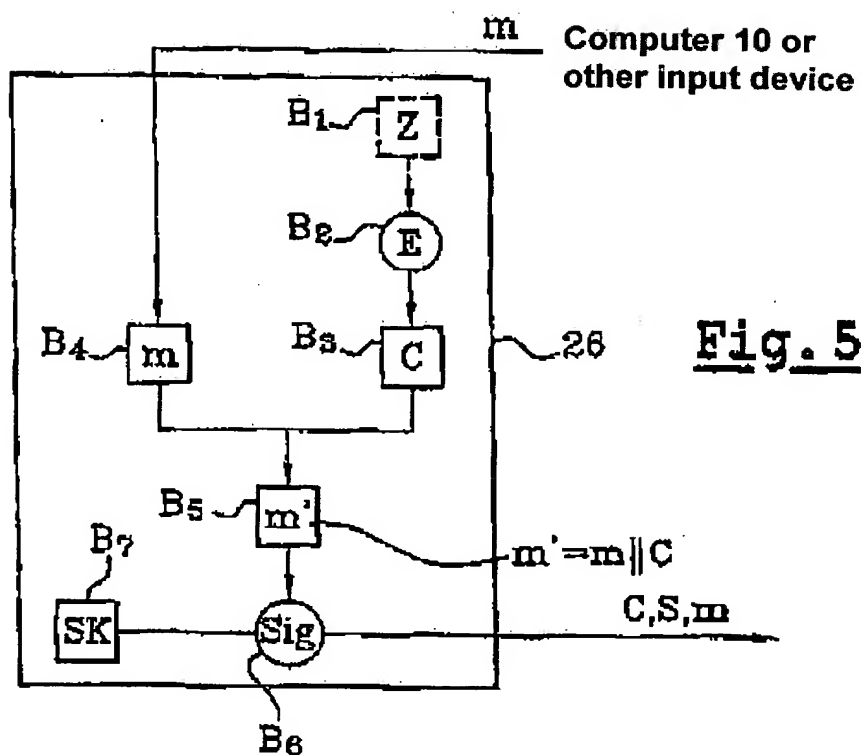 m
Computer 10 or
other input device
B1
Z
B2
E
B4
m
B3
C
26
Fig. 5
B5
m'
m'=m||C
B7
SK
Sig
C,S,m
B6